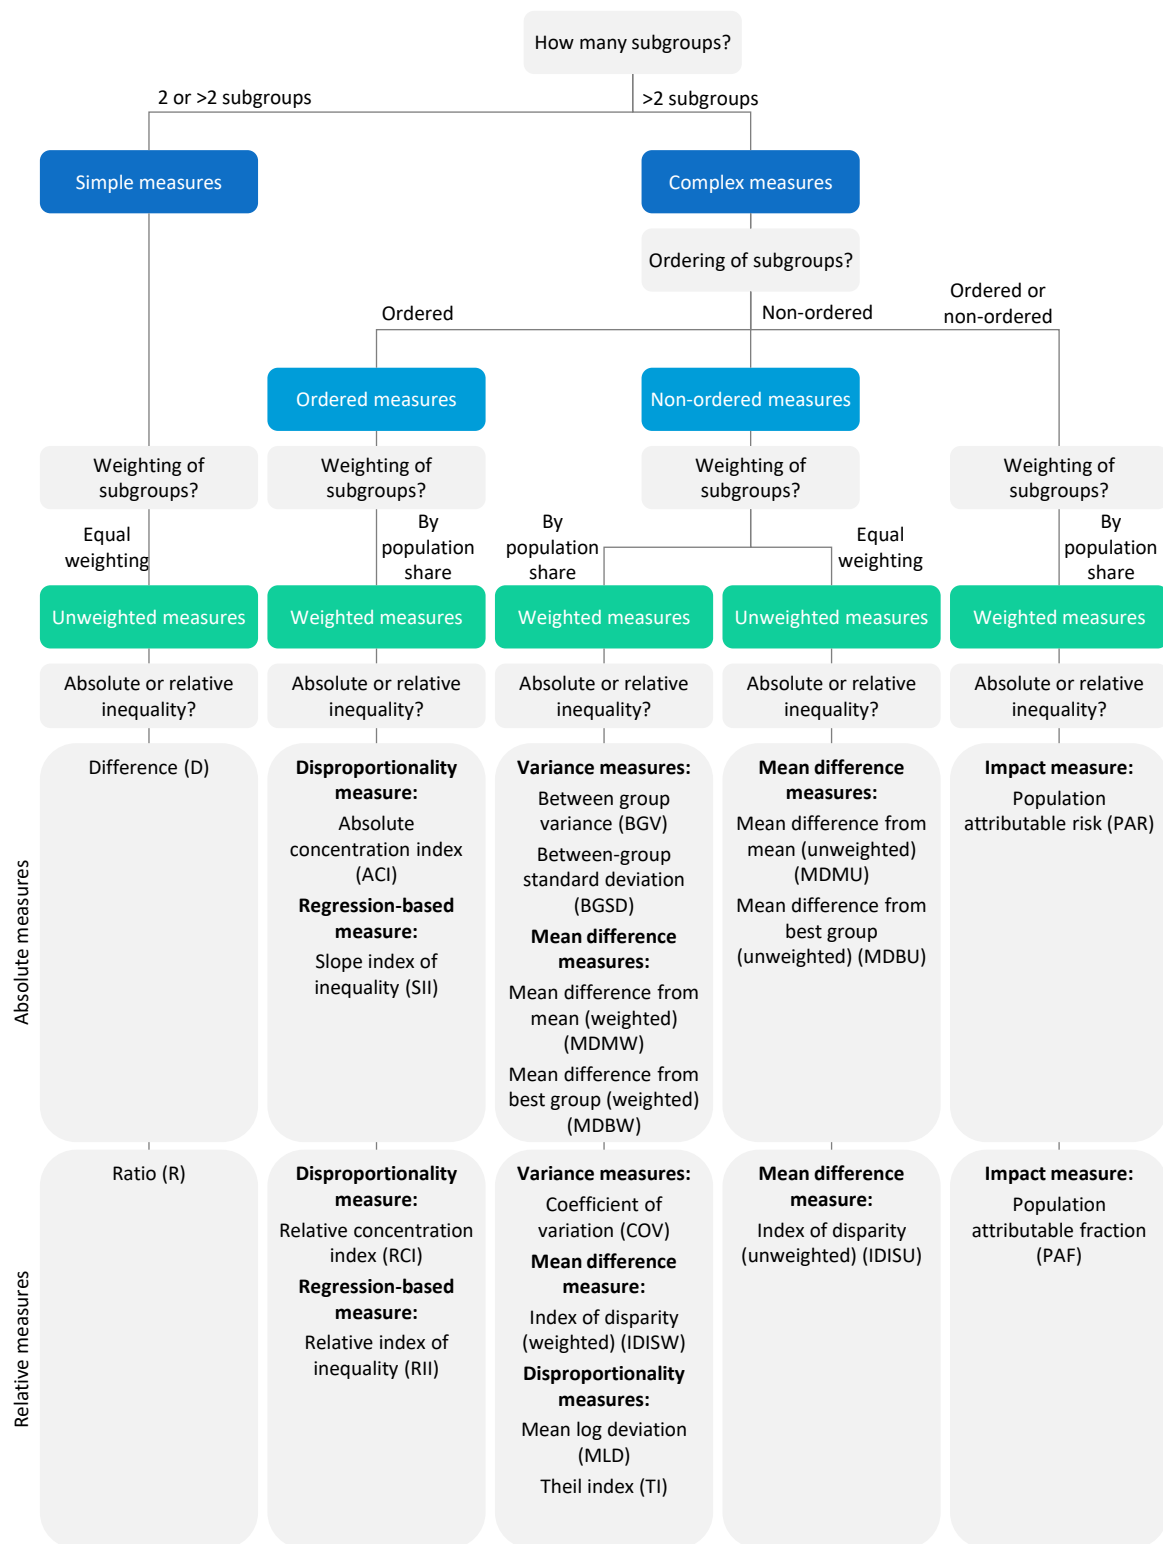 How many subgroups?
2 or >2 subgroups
>2 subgroups
Simple measures
Complex measures
Ordering of subgroups?
Ordered
Non-ordered
Ordered or
non-ordered
Ordered measures
Non-ordered measures
Weighting of
subgroups?
Weighting of
subgroups?
Weighting of
subgroups?
Weighting of
subgroups?
Equal
weighting
By
population
share
By
population
share
Equal
weighting
By
population
share
Unweighted measures
Weighted measures
Weighted measures
Unweighted measures
Weighted measures
Absolute or relative
inequality?
Absolute or relative
inequality?
Absolute or relative
inequality?
Absolute or relative
inequality?
Absolute or relative
inequality?
Absolute measures
Difference (D)
Disproportionality
measure:
Absolute
concentration index
(ACI)
Regression-based
measure:
Slope index of
inequality (SII)
Variance measures:
Between group
variance (BGV)
Between-group
standard deviation
(BGSD)
Mean difference
measures:
Mean difference from
mean (weighted)
(MDMW)
Mean difference from
best group (weighted)
(MDBW)
Mean difference
measures:
Mean difference from
mean (unweighted)
(MDMU)
Mean difference from
best group
(unweighted) (MDBU)
Impact measure:
Population
attributable risk (PAR)
Relative measures
Ratio (R)
Disproportionality
measure:
Relative concentration
index (RCI)
Regression-based
measure:
Relative index of
inequality (RII)
Variance measures:
Coefficient of
variation (COV)
Mean difference
measure:
Index of disparity
(weighted) (IDISW)
Disproportionality
measures:
Mean log deviation
(MLD)
Theil index (TI)
Mean difference
measure:
Index of disparity
(unweighted) (IDISU)
Impact measure:
Population
attributable fraction
(PAF)